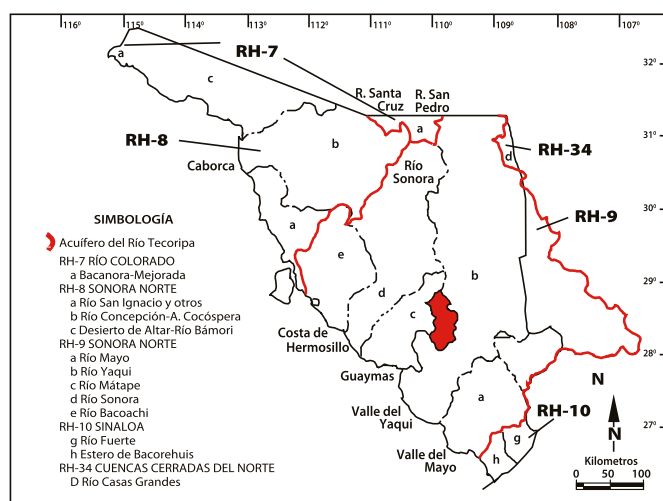 116° 115° 114° 113° 112° 111° 110° 109° 108° 107°
a
RH-7
c
32°
R. Santa
Cruz
R. San
Pedro
a
31°
RH-8
b
d
RH-34
Caborca
Río
Sonora
30°
RH-9
a
e
b
29°
d
c
Costa de
Hermosillo
28°
Guaymas
a
N
Valle del
Yaqui
RH-10
g
N
27°
Valle del
Mayo
h
Kilometros
0 50 100
SIMBOLOGÍA
Acuífero del Río Tecoripa
RH-7 RÍO COLORADO
a Bacanora-Mejorada
RH-8 SONORA NORTE
a Río San Ignacio y otros
b Río Concepción-A. Cocóspera
c Desierto de Altar-Río Bámori
RH-9 SONORA NORTE
a Río Mayo
b Río Yaqui
c Río Mátape
d Río Sonora
e Río Bacoachi
RH-10 SINALOA
g Río Fuerte
h Estero de Bacorehuis
RH-34 CUENCAS CERRADAS DEL NORTE
D Río Casas Grandes